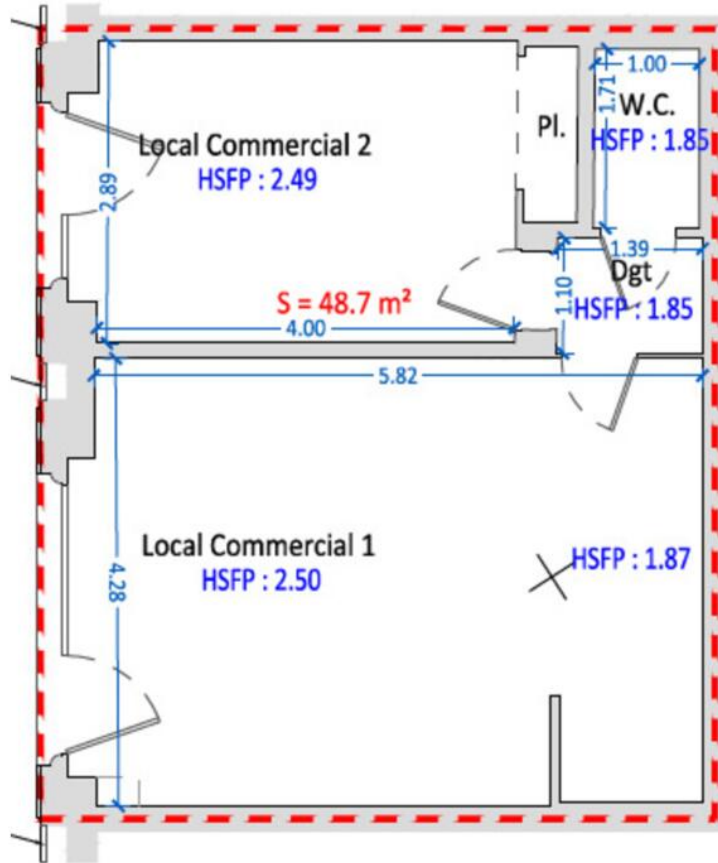 1.00
1.71
W.C.
HSFP : 1.85
Pl.
Local Commercial 2
HSFP : 2.49
2.89
1.39
Dgt
HSFP : 1.85
1.10
S = 48.7 m²
4.00
5.82
Local Commercial 1
HSFP : 2.50
HSFP : 1.87
4.28